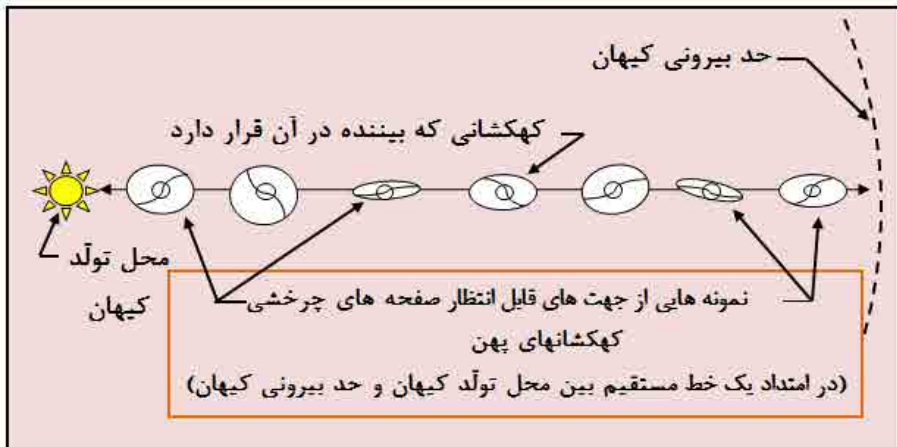 حد بیرونی کیهان
کهکشانی که بیننده در آن قرار دارد
محل تولّد
کیهان
نمونه هایی از جهت های قابل انتظار صفحه های چرخشی
کهکشانهای پهن
(در امتداد یک خط مستقیم بین محل تولّد کیهان و حد بیرونی کیهان)